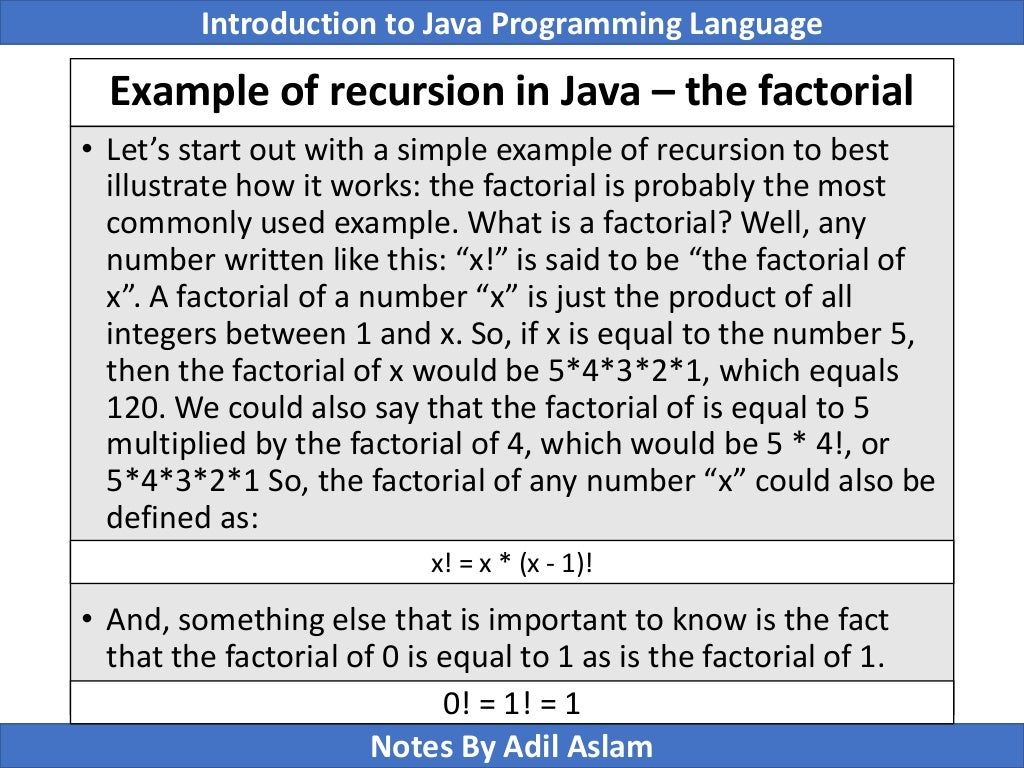 Introduction to Java Programming Language
Example of recursion in Java – the factorial
• Let’s start out with a simple example of recursion to best
illustrate how it works: the factorial is probably the most
commonly used example. What is a factorial? Well, any
number written like this: “x!” is said to be “the factorial of
x”. A factorial of a number “x” is just the product of all
integers between 1 and x. So, if x is equal to the number 5,
then the factorial of x would be 5*4*3*2*1, which equals
120. We could also say that the factorial of is equal to 5
multiplied by the factorial of 4, which would be 5 * 4!, or
5*4*3*2*1 So, the factorial of any number “x” could also be
defined as:
x! = x * (x - 1)!
• And, something else that is important to know is the fact
that the factorial of 0 is equal to 1 as is the factorial of 1.
0! = 1! = 1
Notes By Adil Aslam